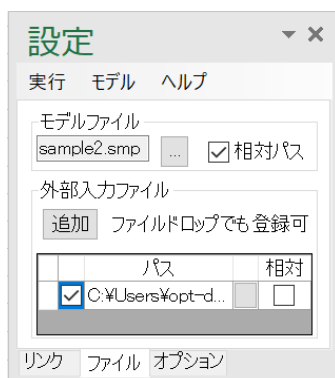 設定
実行 モデル ヘルプ
モデルファイル
sample2.smp ... 相対パス
外部入力ファイル
追加 ファイルドロップでも登録可
パス 相対
C:¥Users¥opt-d...
リンク ファイル オプション